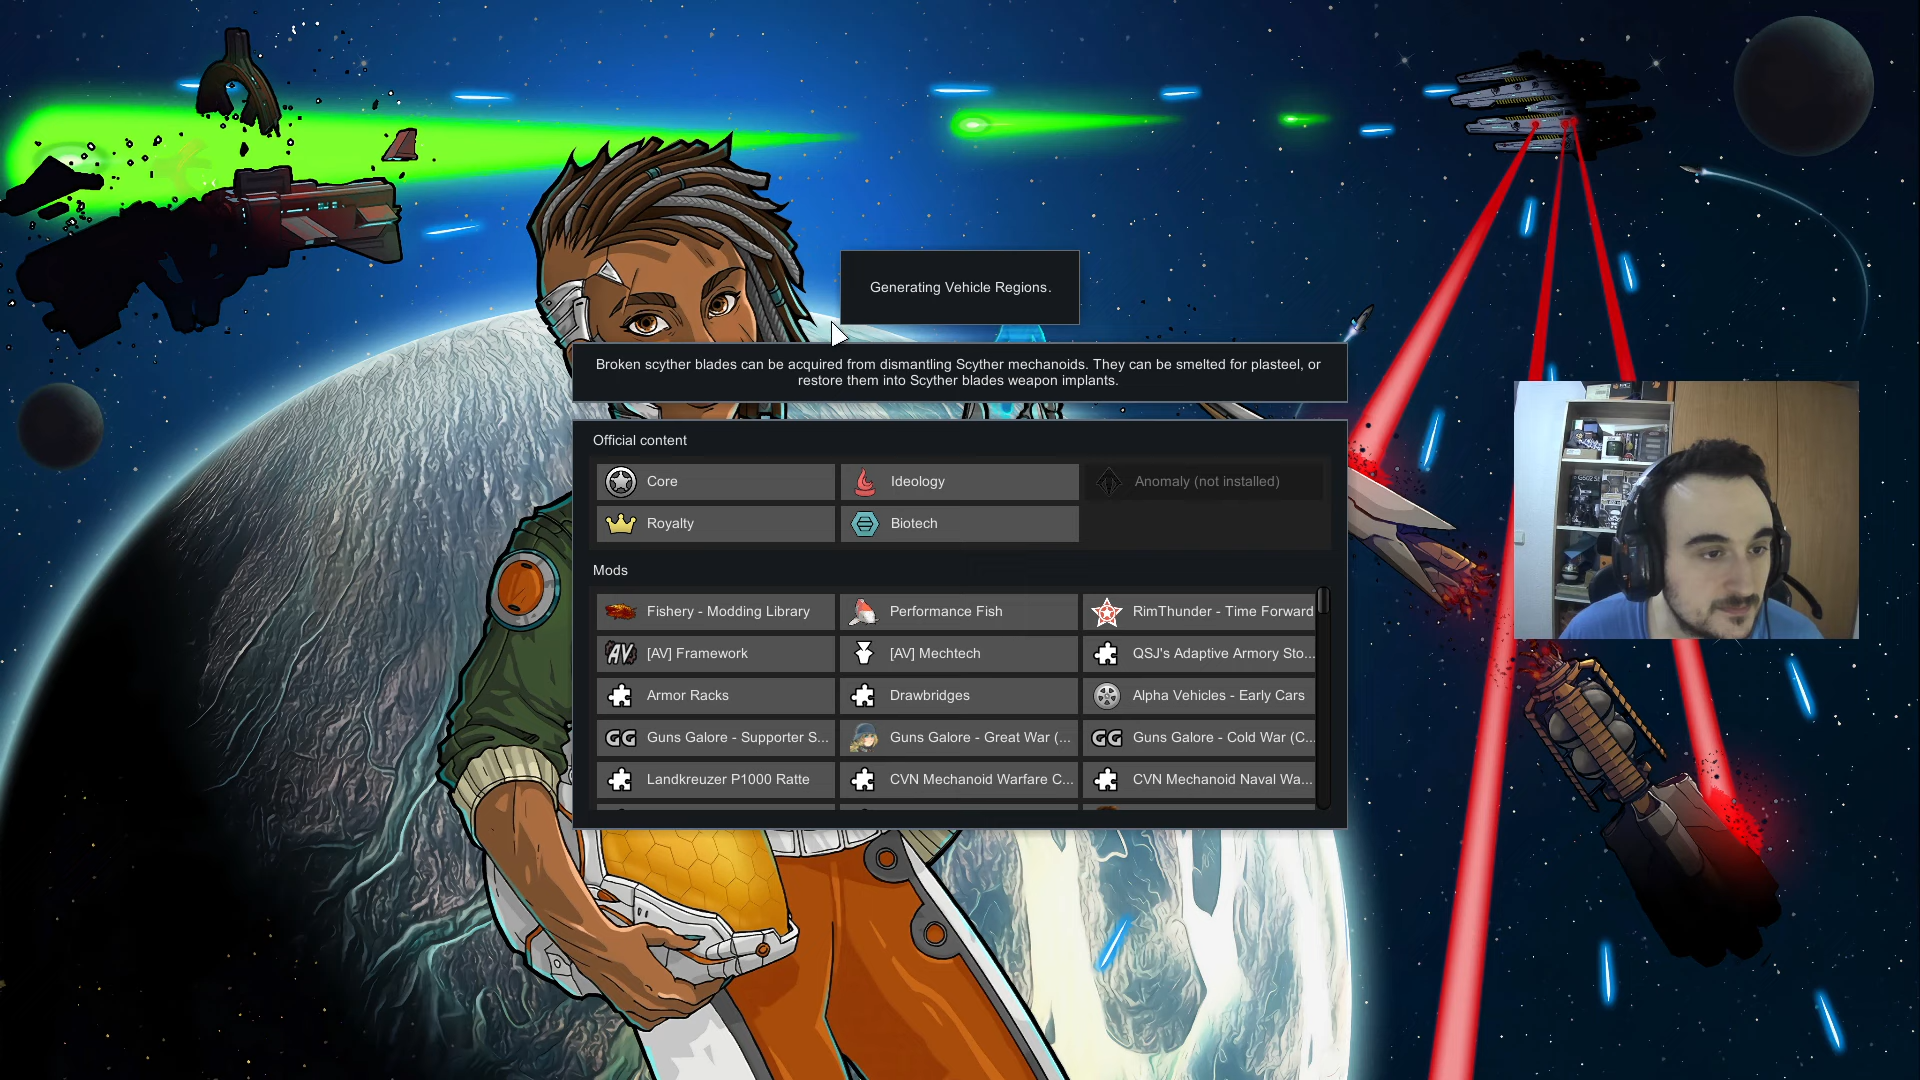 Generating Vehicle Regions.
Broken scyther blades can be acquired from dismantling Scyther mechanoids. They can be smelted for plasteel, or
restore them into Scyther blades weapon implants.
Official content
Core
Ideology
Anomaly (not installed)
Royalty
Biotech
Mods
Fishery - Modding Library
Performance Fish
RimThunder - Time Forward
[AV] Framework
[AV] Mechtech
QSJ's Adaptive Armory Sto...
Armor Racks
Drawbridges
Alpha Vehicles - Early Cars
GG
Guns Galore - Supporter S...
Guns Galore - Great War (...
GG
Guns Galore - Cold War (C...
Landkreuzer P1000 Ratte
CVN Mechanoid Warfare C...
CVN Mechanoid Naval Wa...